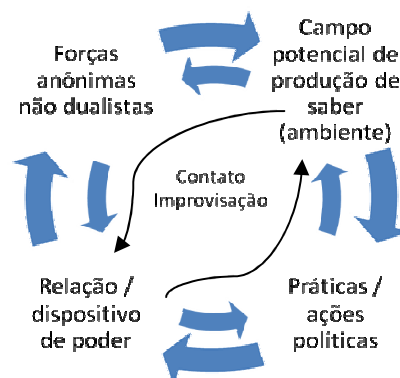 Forças
anônimas
não dualistas
Campo
potencial de
produção de
saber
(ambiente)
Contato
Improvisação
Relação /
dispositivo
de poder
Práticas /
ações
políticas